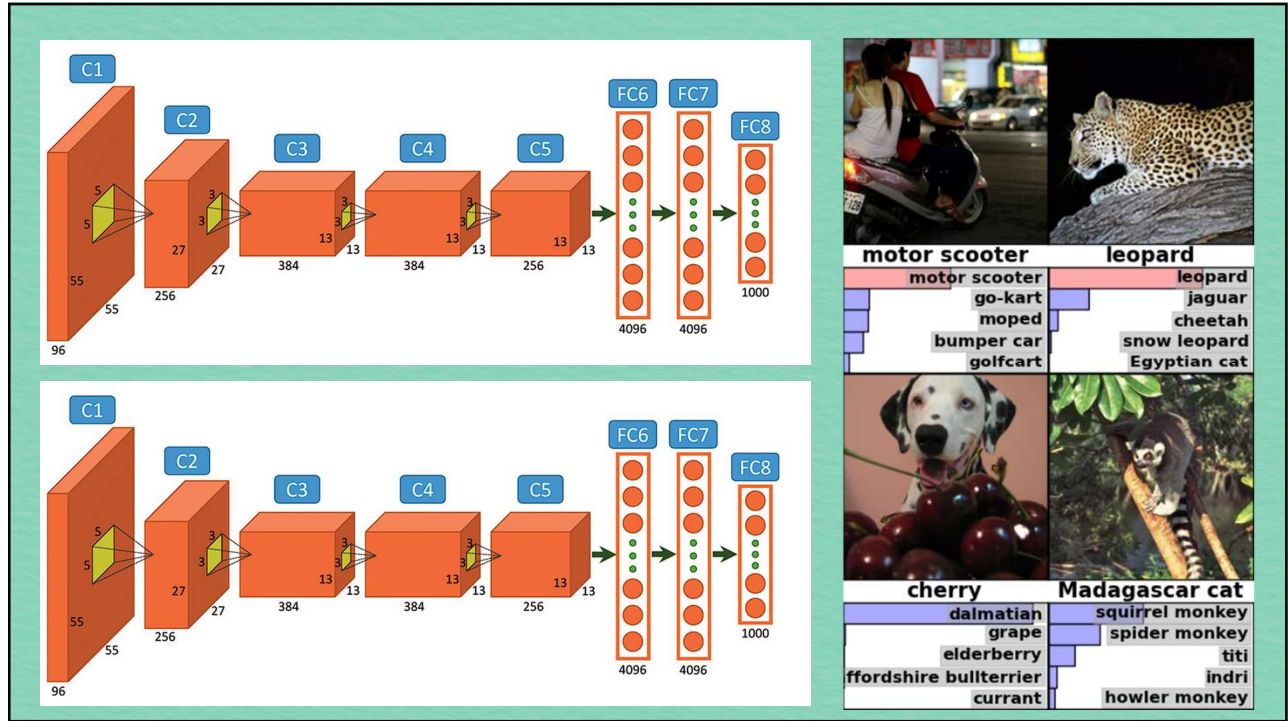 C1
C2
C3
C4
C5
FC6
FC7
FC8
5
5
3
3
3
3
3
3
55
55
27
27
13
13
13
13
13
13
96
256
384
384
256
4096
4096
1000
C1
C2
C3
C4
C5
FC6
FC7
FC8
5
5
3
3
3
3
3
3
55
55
27
27
13
13
13
13
13
13
96
256
384
384
256
4096
4096
1000
motor scooter
motor scooter
go-kart
moped
bumper car
golfcart
leopard
leopard
jaguar
cheetah
snow leopard
Egyptian cat
cherry
dalmatian
grape
elderberry
ffordshire bullterrier
currant
Madagascar cat
squirrel monkey
spider monkey
titi
indri
howler monkey